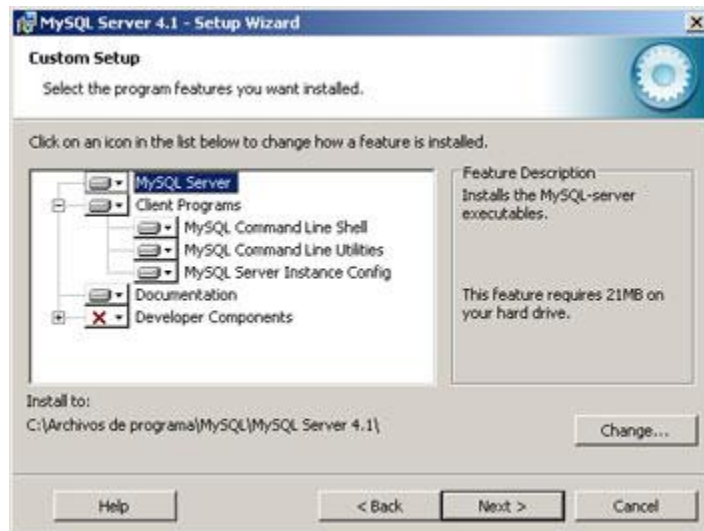 MySQL Server 4.1 - Setup Wizard
Custom Setup
Select the program features you want installed.
Click on an icon in the list below to change how a feature is installed.
MySQL Server
Client Programs
MySQL Command Line Shell
MySQL Command Line Utilities
MySQL Server Instance Config
Documentation
Developer Components
Feature Description
Installs the MySQL-server
executables.
This feature requires 21MB on
your hard drive.
Install to:
C:\Archivos de programa\MySQL\MySQL Server 4.1\
Change...
Help
< Back
Next >
Cancel